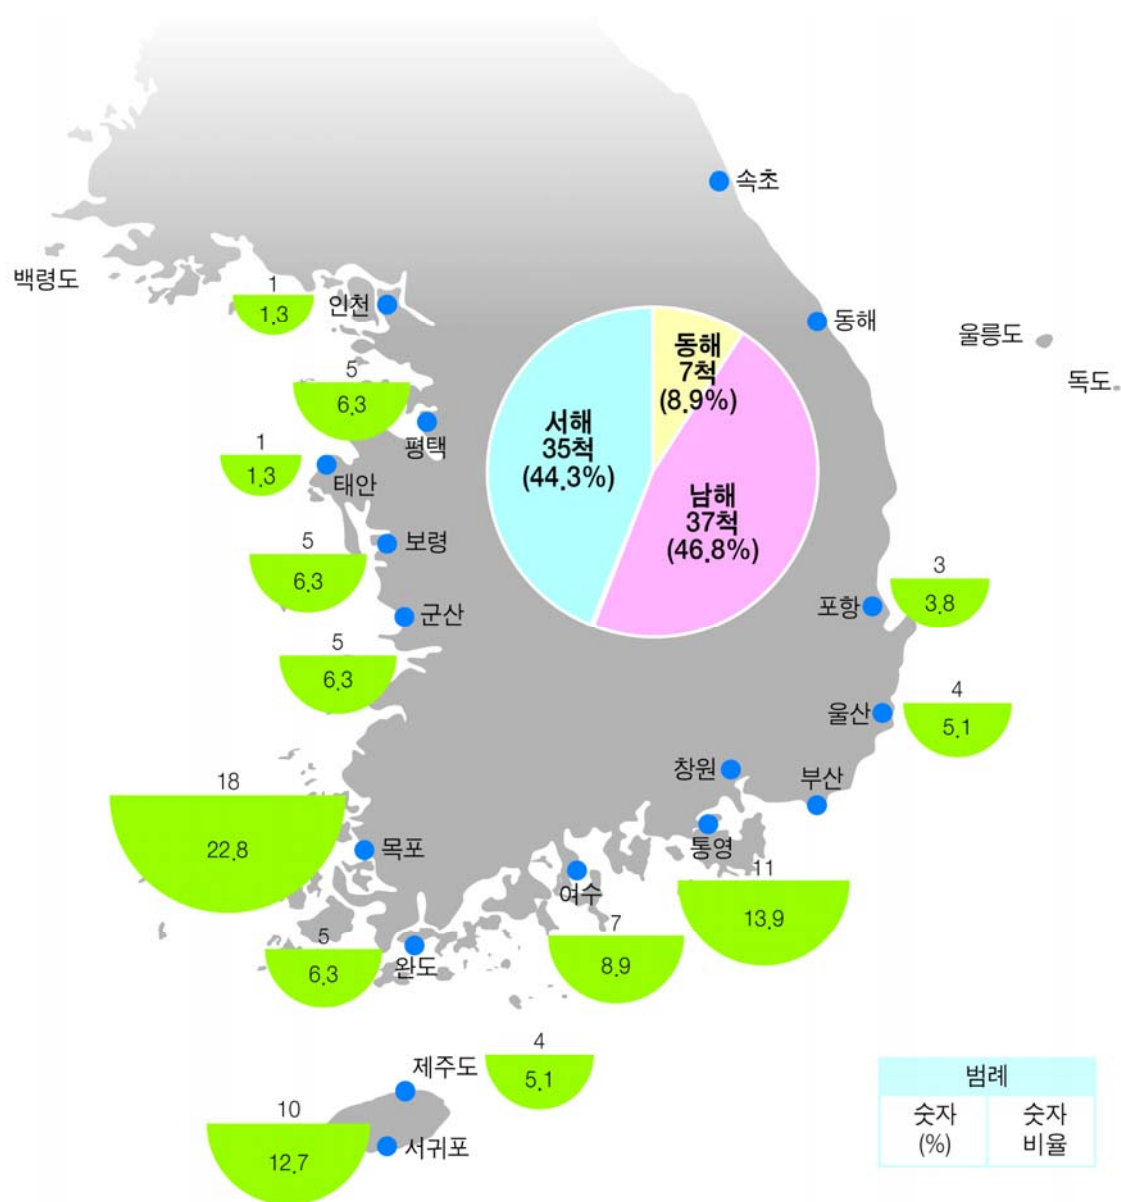 속초
백령도
1
1.3
인천
동해
울릉도
독도
5
6.3
평택
동해
7척
(8.9%)
서해
35척
(44.3%)
남해
37척
(46.8%)
1
1.3
태안
5
6.3
보령
군산
3
3.8
포항
5
6.3
4
5.1
울산
창원
부산
18
22.8
목포
통영
11
13.9
여수
7
8.9
5
6.3
완도
4
5.1
제주도
10
12.7
서귀포
범례
숫자
(%)
숫자
비율